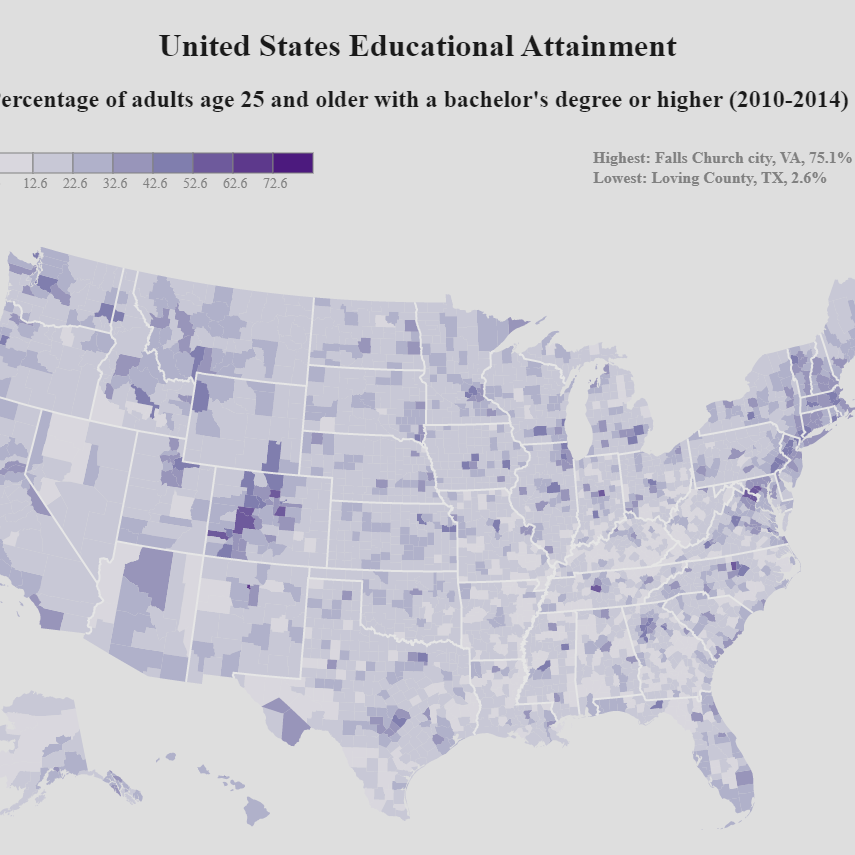 United States Educational Attainment
ercentage of adults age 25 and older with a bachelor's degree or higher (2010-2014)
Highest: Falls Church city, VA, 75.1%
Lowest: Loving County, TX, 2.6%
12.6 22.6 32.6 42.6 52.6 62.6 72.6